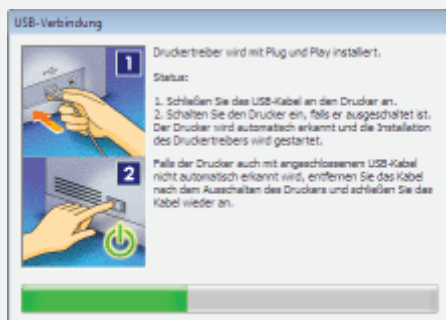 USB-Verbindung
1
Druckertreiber wird mit Plug und Play installiert.
Status:
1. Schließen Sie das USB-Kabel an den Drucker an.
2. Schalten Sie den Drucker ein, falls er ausgeschaltet ist.
Der Drucker wird automatisch erkannt und die Installation
des Druckertreibers wird gestartet.
2
Falls der Drucker auch mit angeschlossenem USB-Kabel
nicht automatisch erkannt wird, entfernen Sie das Kabel
nach dem Ausschalten des Druckers und schließen Sie das
Kabel wieder an.